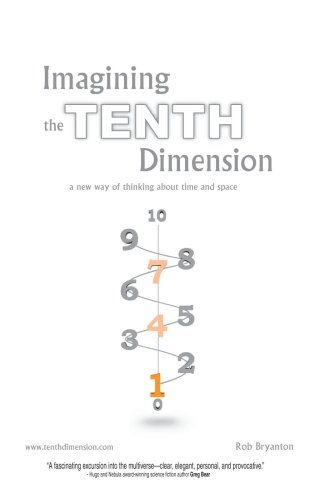 Imagining
the TENTH
Dimension
a new way of thinking about time and space
10
9
8
7
6
5
4
3
2
1
0
www.tenthdimension.com Rob Bryanton
"A fascinating excursion into the multiverse—clear, elegant, personal, and provocative."
- Hugo and Nebula award-winning science fiction author Greg Bear